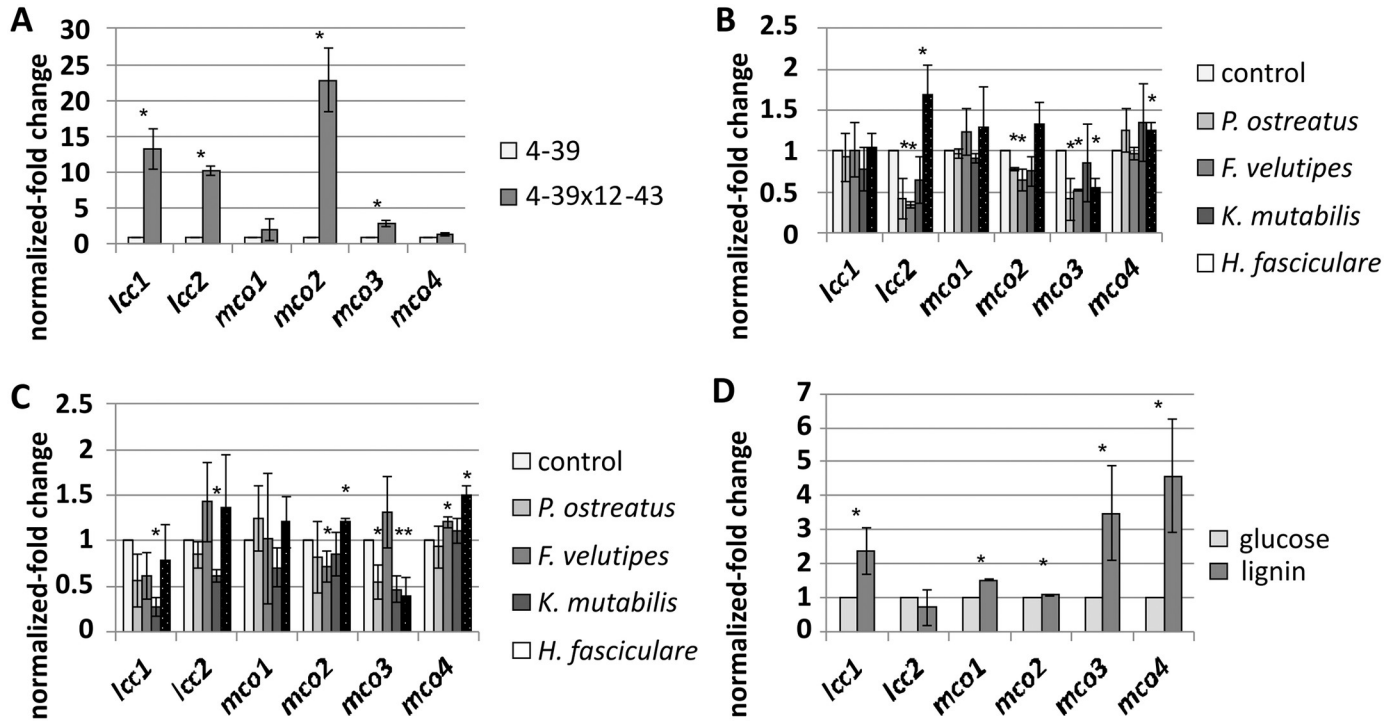 A
normalized-fold change
30
25
20
15
10
5
0
*
*
*
*
lcc1
lcc2
mco1
mco2
mco3
mco4
4-39
4-39x12-43
B
normalized-fold change
2.5
2
1.5
1
0.5
0
**
*
**
**
*
*
lcc1
lcc2
mco1
mco2
mco3
mco4
control
P. ostreatus
F. velutipes
K. mutabilis
H. fasciculare
C
normalized-fold change
2.5
2
1.5
1
0.5
0
*
*
*
*
*
**
*
*
lcc1
lcc2
mco1
mco2
mco3
mco4
control
P. ostreatus
F. velutipes
K. mutabilis
H. fasciculare
D
normalized-fold change
7
6
5
4
3
2
1
0
*
*
*
*
*
lcc1
lcc2
mco1
mco2
mco3
mco4
glucose
lignin